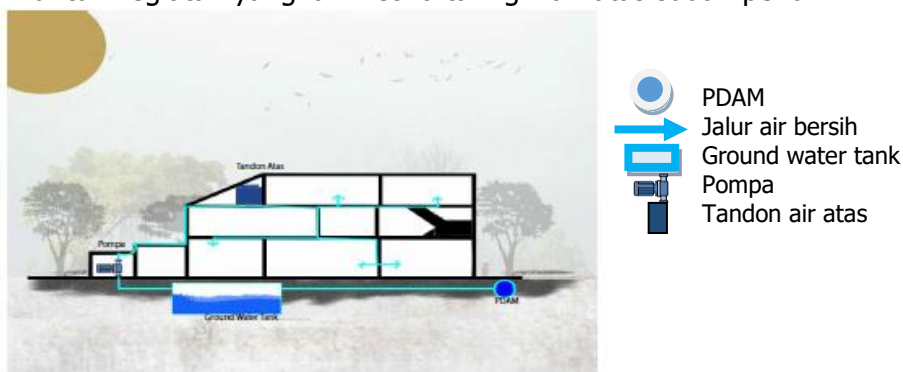 Tandon Atas
Pompa
Ground Water Tank
PDAM
PDAM
Jalur air bersih
Ground water tank
Pompa
Tandon air atas